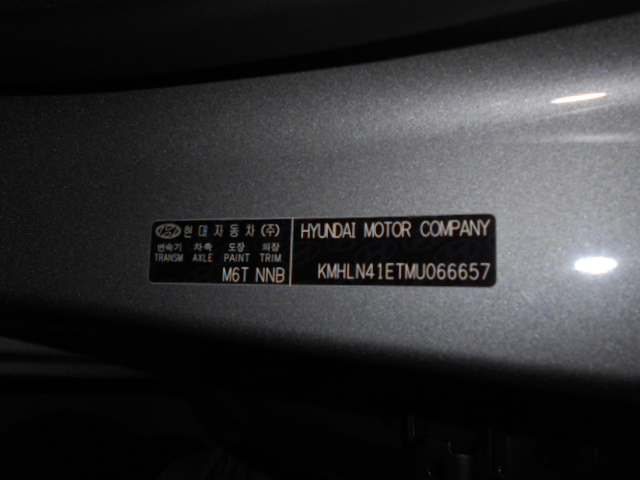 현대자동차(주)
변속기 차축 도장 의장
TRANSM AXLE PAINT TRIM
M6T NNB
HYUNDAI MOTOR COMPANY
KMHLN41ETMU066657